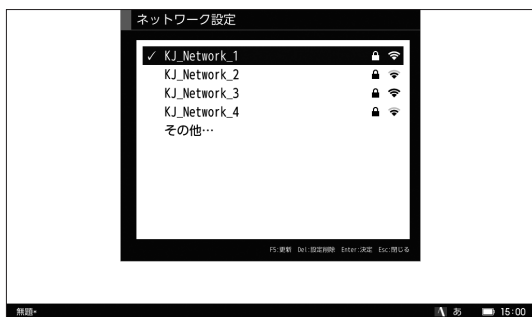 ネットワーク設定
✓ KJ_Network_1
KJ_Network_2
KJ_Network_3
KJ_Network_4
その他…
F5:更新 Del:設定削除 Enter:決定 Esc:閉じる
無題* A あ 15:00